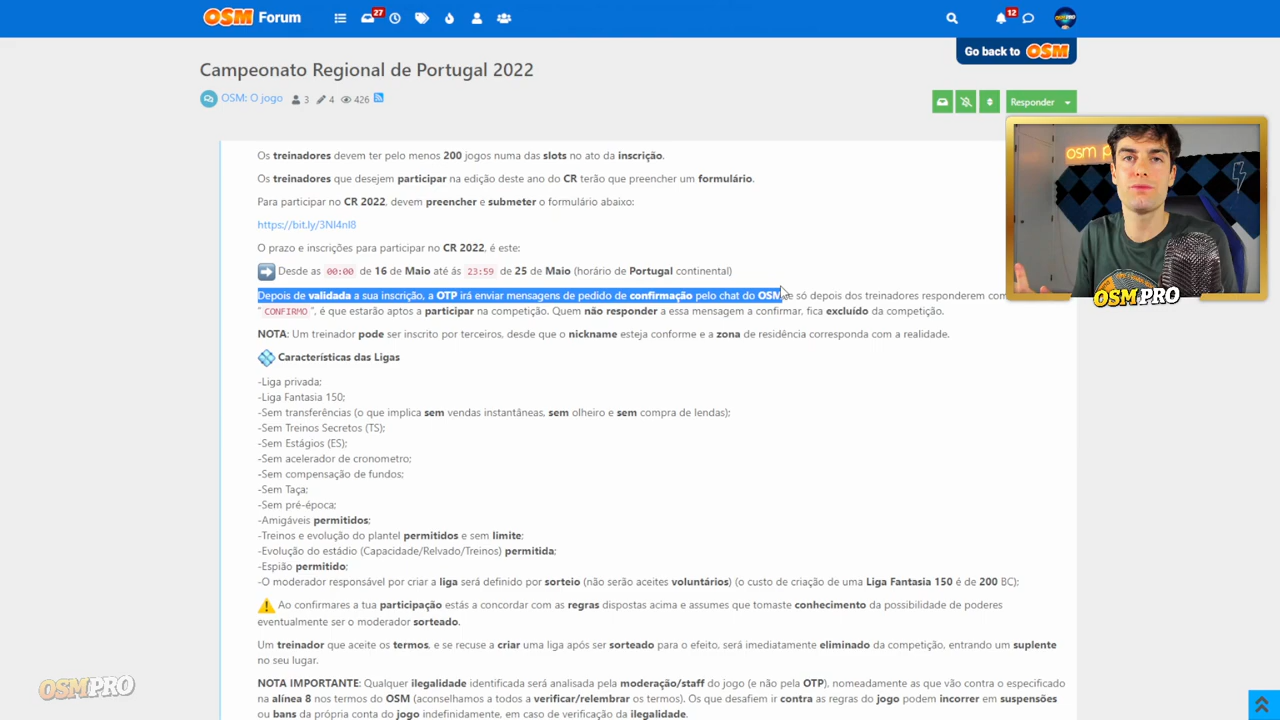 OSM Forum
27
12
Go back to OSM
Campeonato Regional de Portugal 2022
OSM: O jogo 3 4 426
Responder
Os treinadores devem ter pelo menos 200 jogos numa das slots no ato da inscrição.
Os treinadores que desejem participar na edição deste ano do CR terão que preencher um formulário.
Para participar no CR 2022, devem preencher e submeter o formulário abaixo:
https://bit.ly/3NI4nI8
O prazo e inscrições para participar no CR 2022, é este:
Desde as 00:00 de 16 de Maio até ás 23:59 de 25 de Maio (horário de Portugal continental)
Depois de validada a sua inscrição, a OTP irá enviar mensagens de pedido de confirmação pelo chat do OSM e só depois dos treinadores responderem com
" CONFIRMO ", é que estarão aptos a participar na competição. Quem não responder a essa mensagem a confirmar, fica excluído da competição.
NOTA: Um treinador pode ser inscrito por terceiros, desde que o nickname esteja conforme e a zona de residência corresponda com a realidade.
Características das Ligas
-Liga privada;
-Liga Fantasia 150;
-Sem transferências (o que implica sem vendas instantâneas, sem olheiro e sem compra de lendas);
-Sem Treinos Secretos (TS);
-Sem Estágios (ES);
-Sem acelerador de cronometro;
-Sem compensação de fundos;
-Sem Taça;
-Sem pré-época;
-Amigáveis permitidos;
-Treinos e evolução do plantel permitidos e sem limite;
-Evolução do estádio (Capacidade/Relvado/Treinos) permitida;
-Espião permitido;
-O moderador responsável por criar a liga será definido por sorteio (não serão aceites voluntários) (o custo de criação de uma Liga Fantasia 150 é de 200 BC);
Ao confirmares a tua participação estás a concordar com as regras dispostas acima e assumes que tomaste conhecimento da possibilidade de poderes
eventualmente ser o moderador sorteado.
Um treinador que aceite os termos, e se recuse a criar uma liga após ser sorteado para o efeito, será imediatamente eliminado da competição, entrando um suplente
no seu lugar.
NOTA IMPORTANTE: Qualquer ilegalidade identificada será analisada pela moderação/staff do jogo (e não pela OTP), nomeadamente as que vão contra o especificado
na alínea 8 nos termos do OSM (aconselhamos a todos a verificar/relembrar os termos). Os que desafiem ir contra as regras do jogo podem incorrer em suspensões
ou bans da própria conta do jogo indefinidamente, em caso de verificação da ilegalidade.
osm p
OSM PRO
OSMPRO